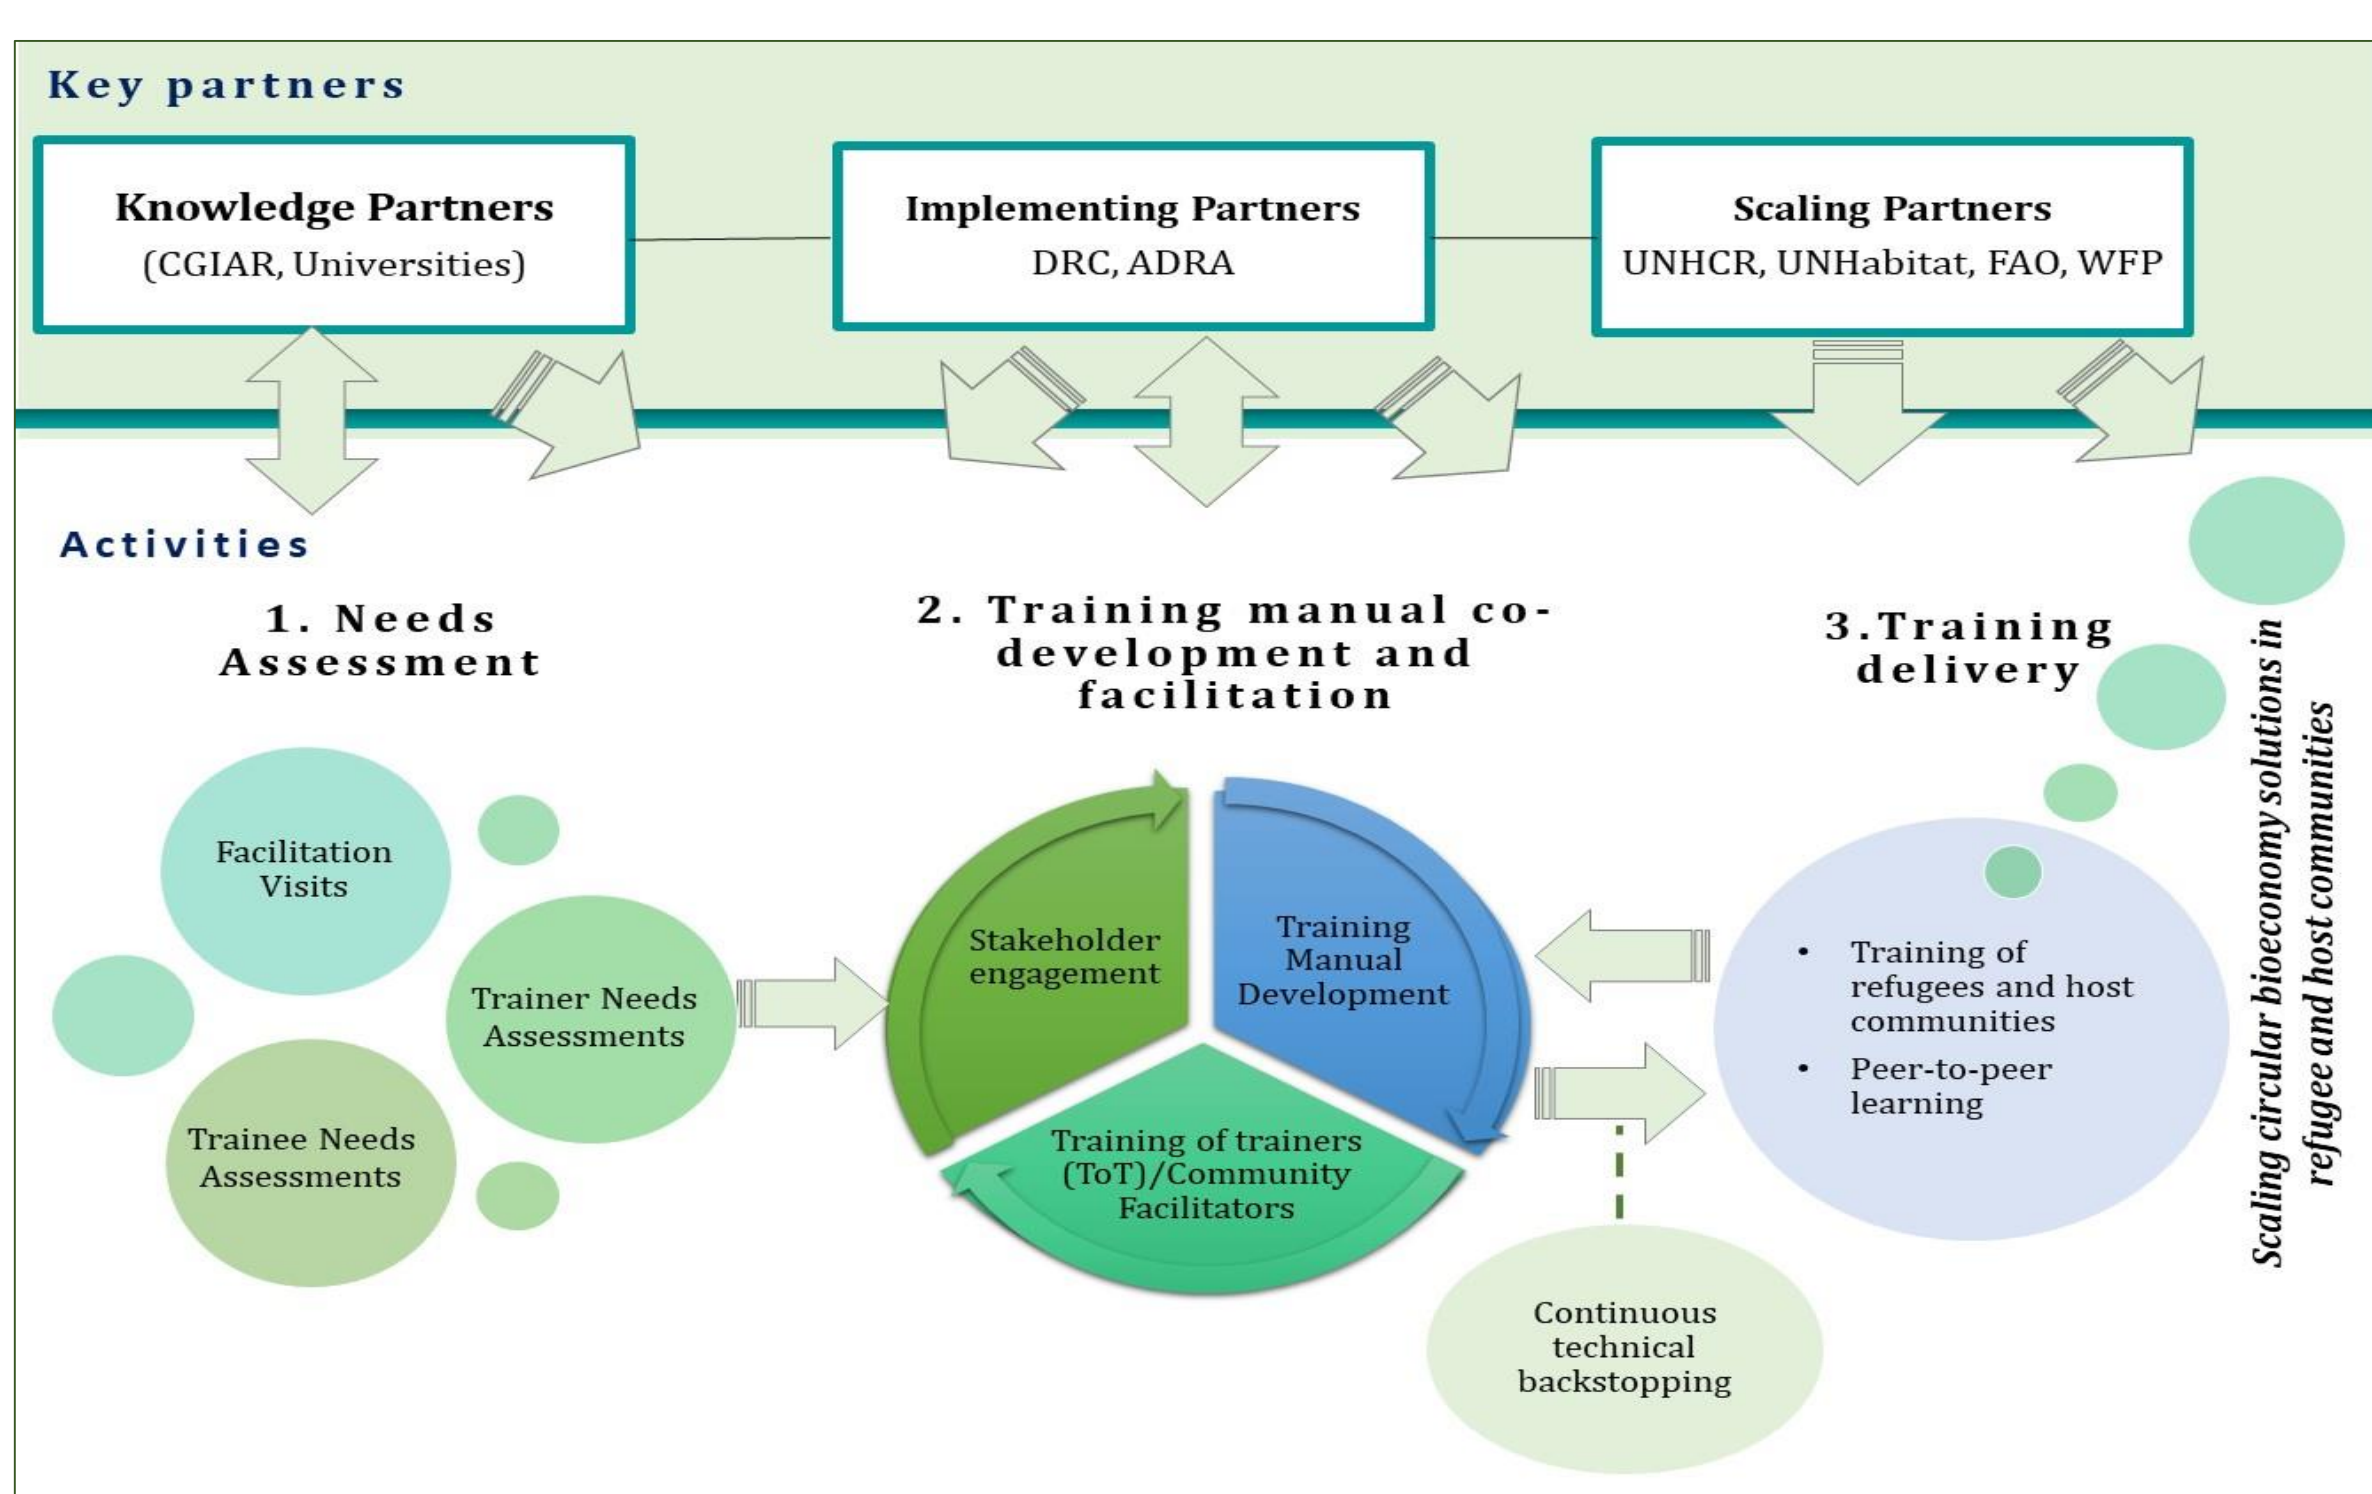 Key partners
Knowledge Partners
(CGIAR, Universities)
Implementing Partners
DRC, ADRA
Scaling Partners
UNHCR, UNHabitat, FAO, WFP
Activities
1. Needs
Assessment
2. Training manual co-
development and
facilitation
3.Training
delivery
Facilitation
Visits
Trainer Needs
Assessments
Trainee Needs
Assessments
Stakeholder
engagement
Training
Manual
Development
Training of trainers
(ToT)/Community
Facilitators
• Training of
refugees and host
communities
• Peer-to-peer
learning
Continuous
technical
backstopping
Scaling circular bioeconomy solutions in
refugee and host communities